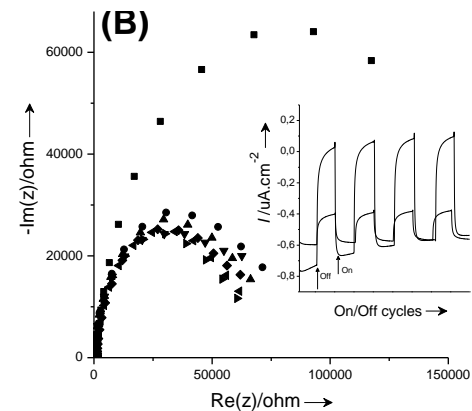 (B)
60000
40000
20000
0
-Im(z)/ohm
0 50000 100000 150000
Re(z)/ohm
0,2
0,0
-0,2
-0,4
-0,6
-0,8
I /uA.cm-2
Off
On
On/Off cycles